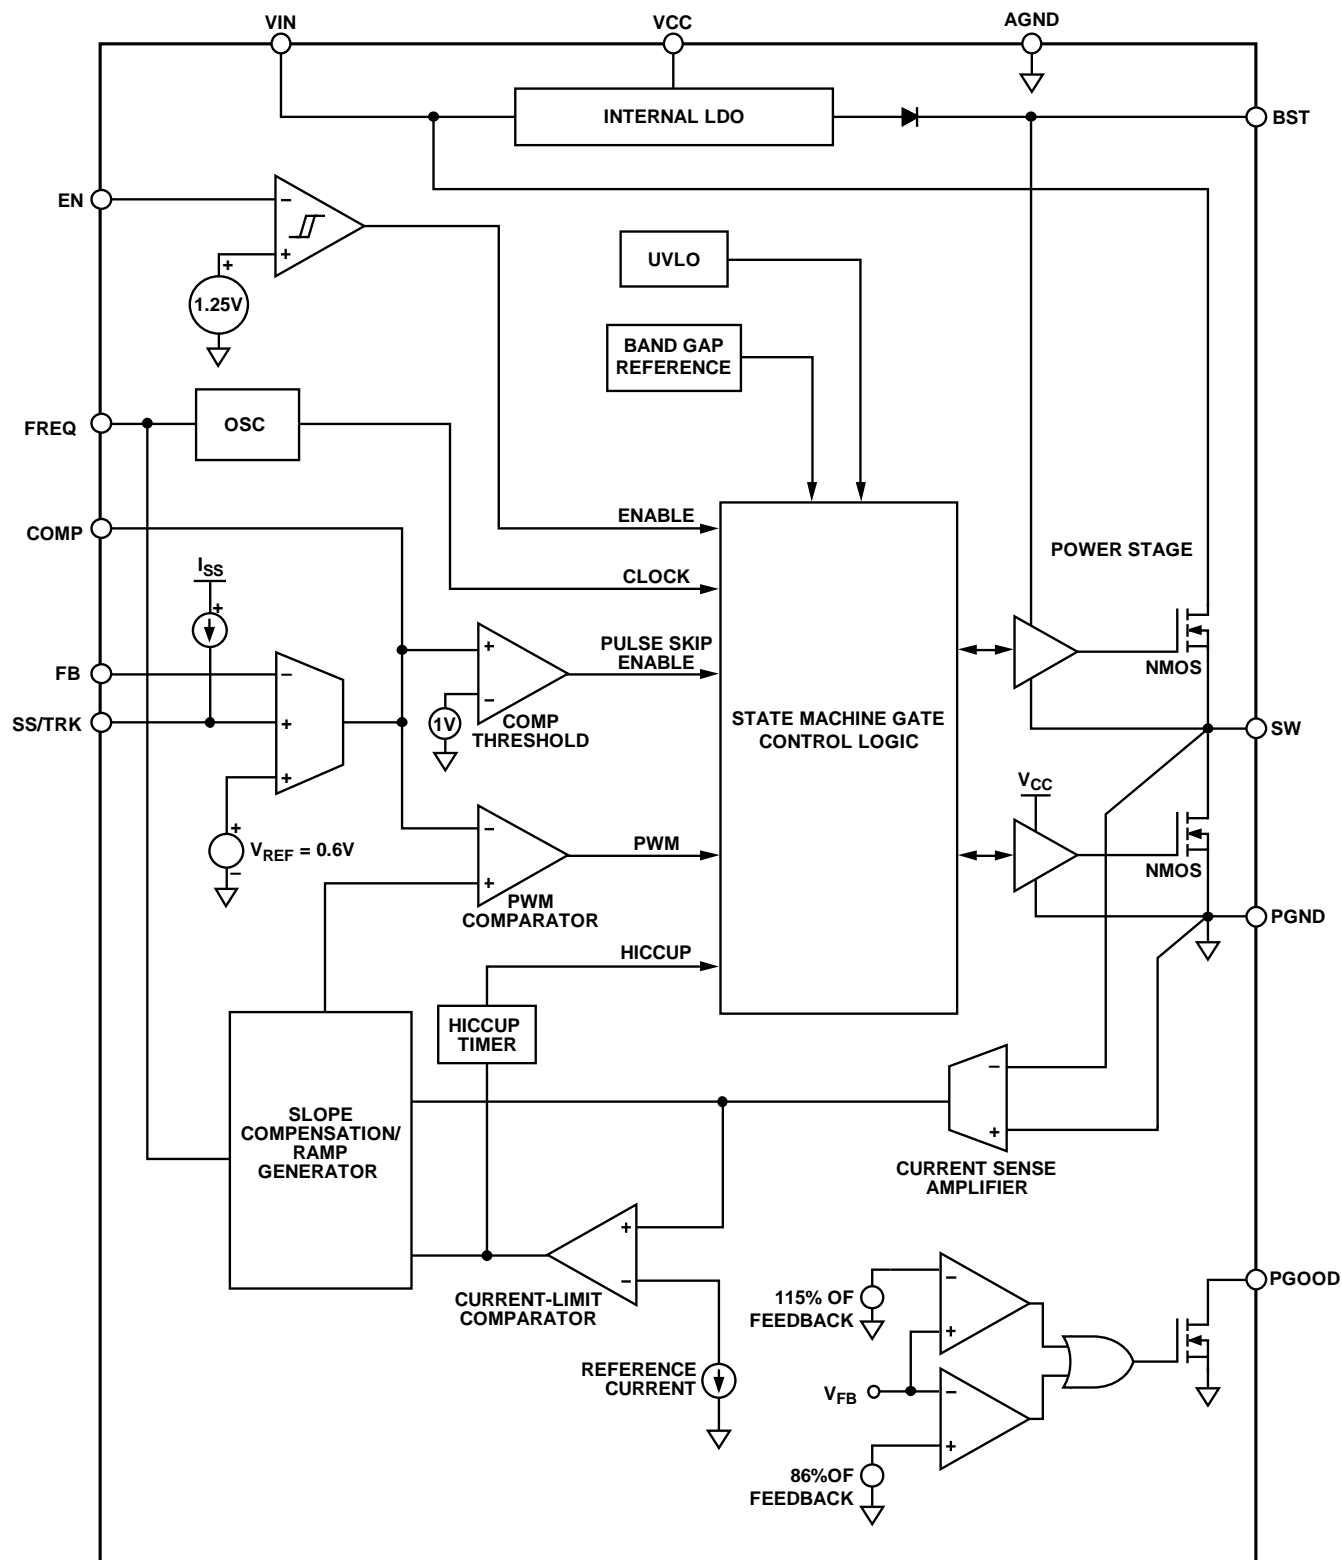 VIN
VCC
AGND
INTERNAL LDO
BST
EN
−
+
+
1.25V
UVLO
BAND GAP
REFERENCE
FREQ
OSC
COMP
ENABLE
CLOCK
POWER STAGE
ISS
+
PULSE SKIP
ENABLE
FB
−
SS/TRK
+
+
+
−
1V
COMP
THRESHOLD
STATE MACHINE GATE
CONTROL LOGIC
NMOS
SW
VCC
+
VREF = 0.6V
−
−
+
PWM
PWM
COMPARATOR
NMOS
PGND
HICCUP
HICCUP
TIMER
SLOPE
COMPENSATION/
RAMP
GENERATOR
−
+
CURRENT SENSE
AMPLIFIER
+
−
CURRENT-LIMIT
COMPARATOR
REFERENCE
CURRENT
PGOOD
115% OF
FEEDBACK
−
+
VFB
−
+
86%OF
FEEDBACK